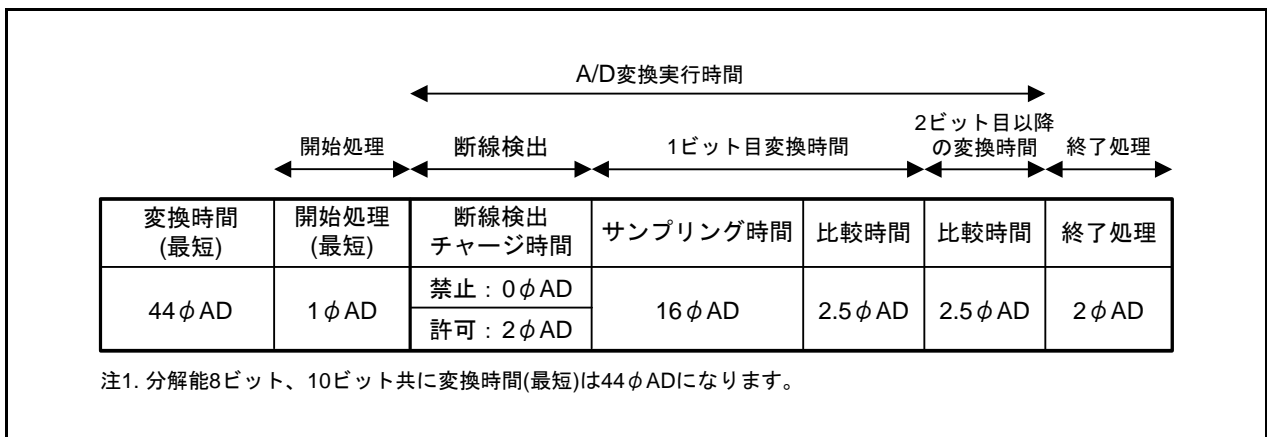 A/D変換実行時間
開始処理 断線検出 1ビット目変換時間 2ビット目以降の変換時間 終了処理
変換時間(最短) 開始処理(最短) 断線検出チャージ時間 サンプリング時間 比較時間 比較時間 終了処理
44φAD 1φAD 禁止：0φAD 16φAD 2.5φAD 2.5φAD 2φAD
許可：2φAD
注1. 分解能8ビット、10ビット共に変換時間(最短)は44φADになります。